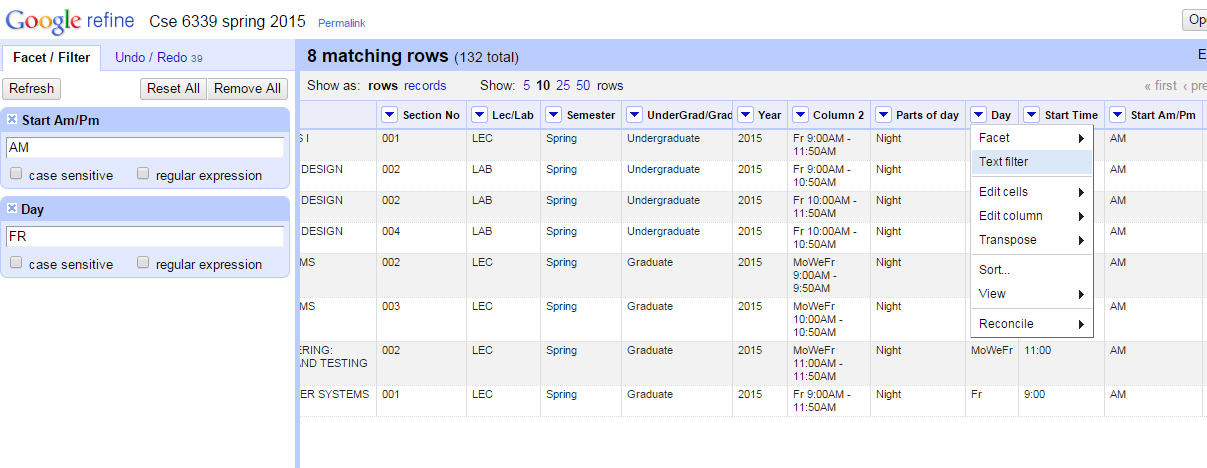 Google refine Cse 6339 spring 2015 Permalink Op
Facet / Filter Undo / Redo 39
Refresh Reset All Remove All
Start Am/Pm
AM
case sensitive regular expression
Day
FR
case sensitive regular expression
8 matching rows (132 total) E
Show as: rows records Show: 5 10 25 50 rows « first ‹ pre
Section No Lec/Lab Semester UnderGrad/Grad Year Column 2 Parts of day Day Start Time Start Am/Pm
S I 001 LEC Spring Undergraduate 2015 Fr 9:00AM - Night AM
11:50AM
DESIGN 002 LAB Spring Undergraduate 2015 Fr 9:00AM - Night AM
10:50AM
DESIGN 002 LAB Spring Undergraduate 2015 Fr 10:00AM - Night AM
11:50AM
DESIGN 004 LAB Spring Undergraduate 2015 Fr 10:00AM - Night AM
10:50AM
MS 002 LEC Spring Graduate 2015 MoWeFr Night AM
9:00AM -
9:50AM
MS 003 LEC Spring Graduate 2015 MoWeFr Night AM
10:00AM -
10:50AM
ERING: 002 LEC Spring Graduate 2015 MoWeFr Night MoWeFr 11:00 AM
AND TESTING 11:00AM -
11:50AM
ER SYSTEMS 001 LEC Spring Graduate 2015 Fr 9:00AM - Night Fr 9:00 AM
11:50AM
Facet
Text filter
Edit cells
Edit column
Transpose
Sort...
View
Reconcile